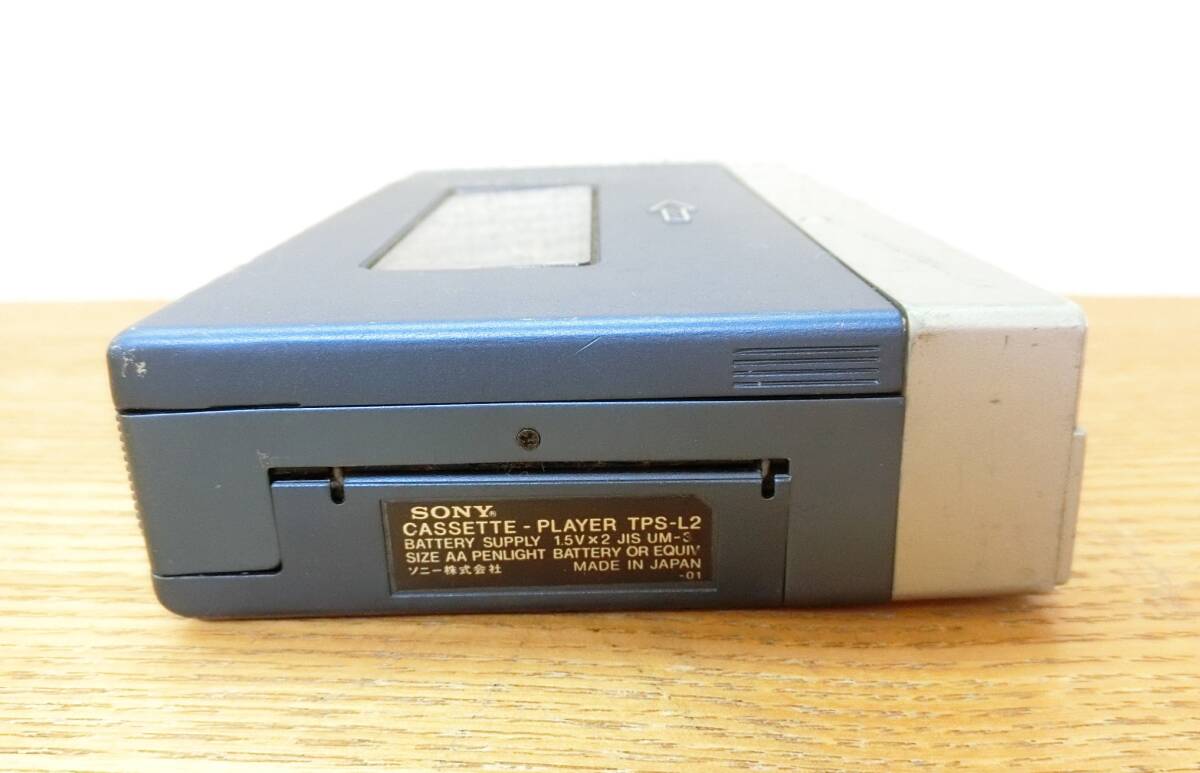 SONY®
CASSETTE - PLAYER TPS-L2
BATTERY SUPPLY 1.5V×2 JIS UM-3
SIZE AA PENLIGHT BATTERY OR EQUIV
ソニー株式会社 MADE IN JAPAN
-01